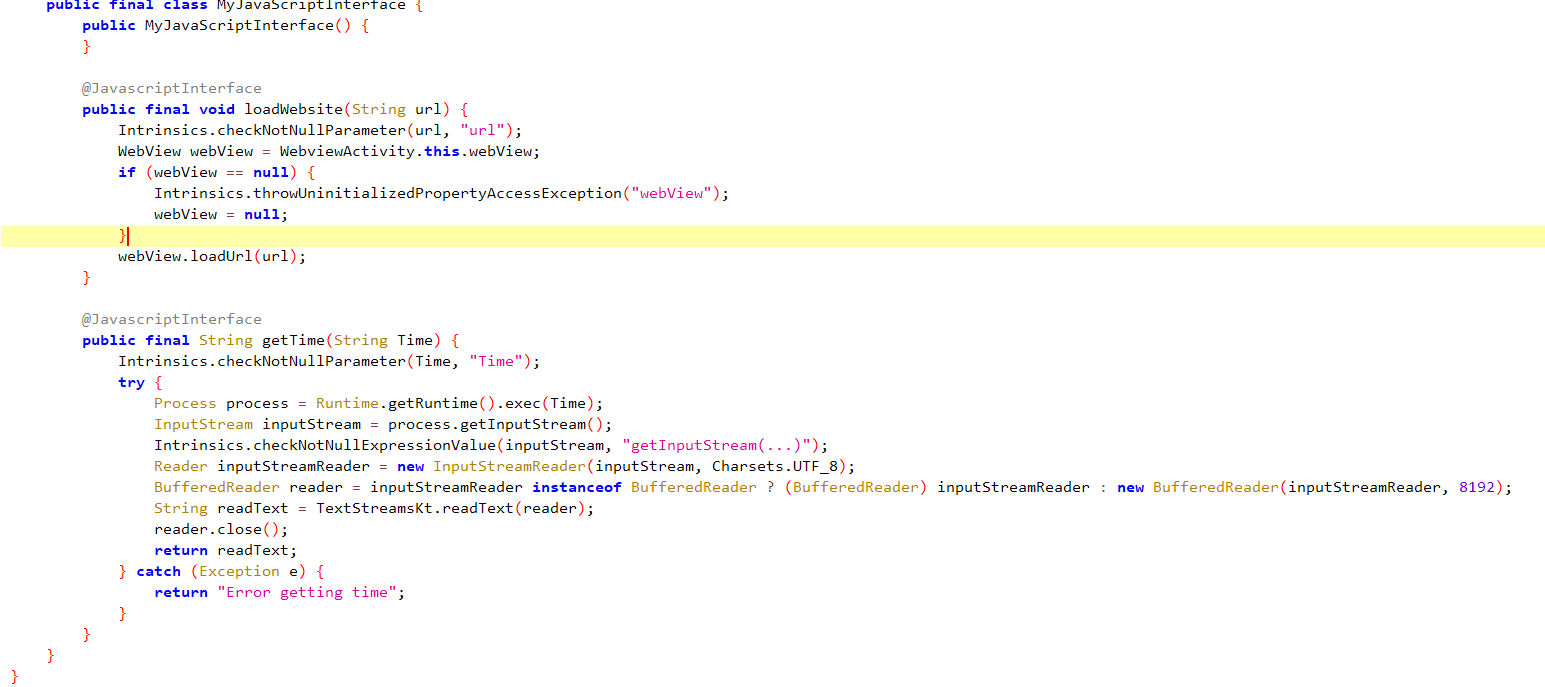 public final class MyJavaScriptInterface {
public MyJavaScriptInterface() {
}
@JavascriptInterface
public final void loadWebsite(String url) {
Intrinsics.checkNotNullParameter(url, "url");
WebView webView = WebviewActivity.this.webView;
if (webView == null) {
Intrinsics.throwUninitializedPropertyAccessException("webView");
webView = null;
}
webView.loadUrl(url);
}
@JavascriptInterface
public final String getTime(String Time) {
Intrinsics.checkNotNullParameter(Time, "Time");
try {
Process process = Runtime.getRuntime().exec(Time);
InputStream inputStream = process.getInputStream();
Intrinsics.checkNotNullExpressionValue(inputStream, "getInputStream(...)");
Reader inputStreamReader = new InputStreamReader(inputStream, Charsets.UTF_8);
BufferedReader reader = inputStreamReader instanceof BufferedReader ? (BufferedReader) inputStreamReader : new BufferedReader(inputStreamReader, 8192);
String readText = TextStreamsKt.readText(reader);
reader.close();
return readText;
} catch (Exception e) {
return "Error getting time";
}
}
}
}